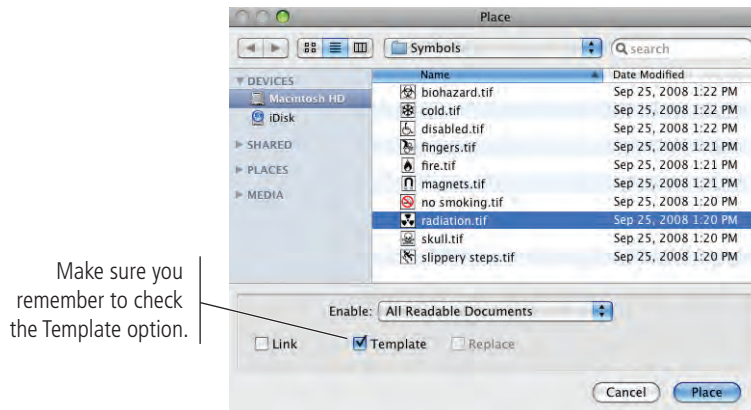 Place
Symbols
search
DEVICES
Macintosh HD
iDisk
SHARED
PLACES
MEDIA
Name Date Modified
biohazard.tif Sep 25, 2008 1:22 PM
cold.tif Sep 25, 2008 1:22 PM
disabled.tif Sep 25, 2008 1:22 PM
fingers.tif Sep 25, 2008 1:21 PM
fire.tif Sep 25, 2008 1:21 PM
magnets.tif Sep 25, 2008 1:21 PM
no smoking.tif Sep 25, 2008 1:20 PM
radiation.tif Sep 25, 2008 1:20 PM
skull.tif Sep 25, 2008 1:20 PM
slippery steps.tif Sep 25, 2008 1:20 PM
Make sure you
remember to check
the Template option.
Enable: All Readable Documents
Link Template Replace
Cancel Place